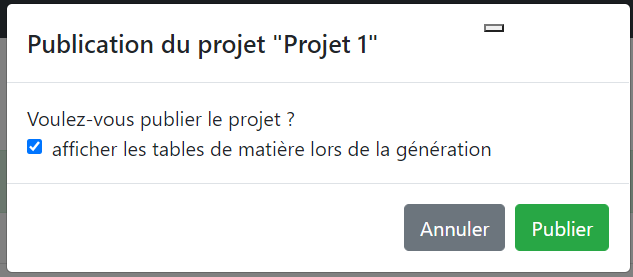 Publication du projet "Projet 1"
Voulez-vous publier le projet ?
afficher les tables de matière lors de la génération
Annuler
Publier